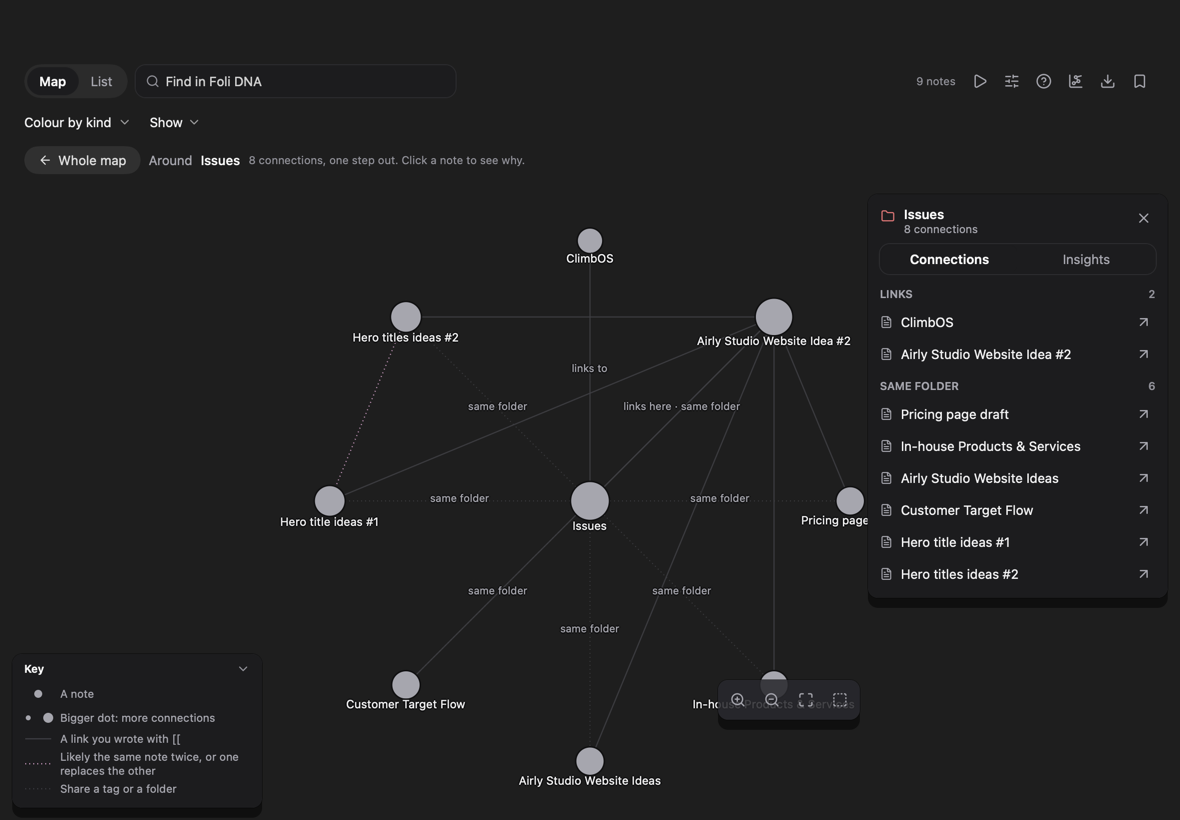 Map
List
Find in Foli DNA
9 notes
Colour by kind
Show
Whole map
Around Issues 8 connections, one step out. Click a note to see why.
Issues
8 connections
Connections
Insights
LINKS 2
ClimbOS
Airly Studio Website Idea #2
SAME FOLDER 6
Pricing page draft
In-house Products & Services
Airly Studio Website Ideas
Customer Target Flow
Hero title ideas #1
Hero titles ideas #2
ClimbOS
Hero titles ideas #2
Airly Studio Website Idea #2
links to
same folder
links here · same folder
same folder
same folder
Hero title ideas #1
Issues
Pricing page
same folder
same folder
same folder
Customer Target Flow
In-house Products & Services
Airly Studio Website Ideas
Key
A note
Bigger dot: more connections
A link you wrote with [[
Likely the same note twice, or one
replaces the other
Share a tag or a folder